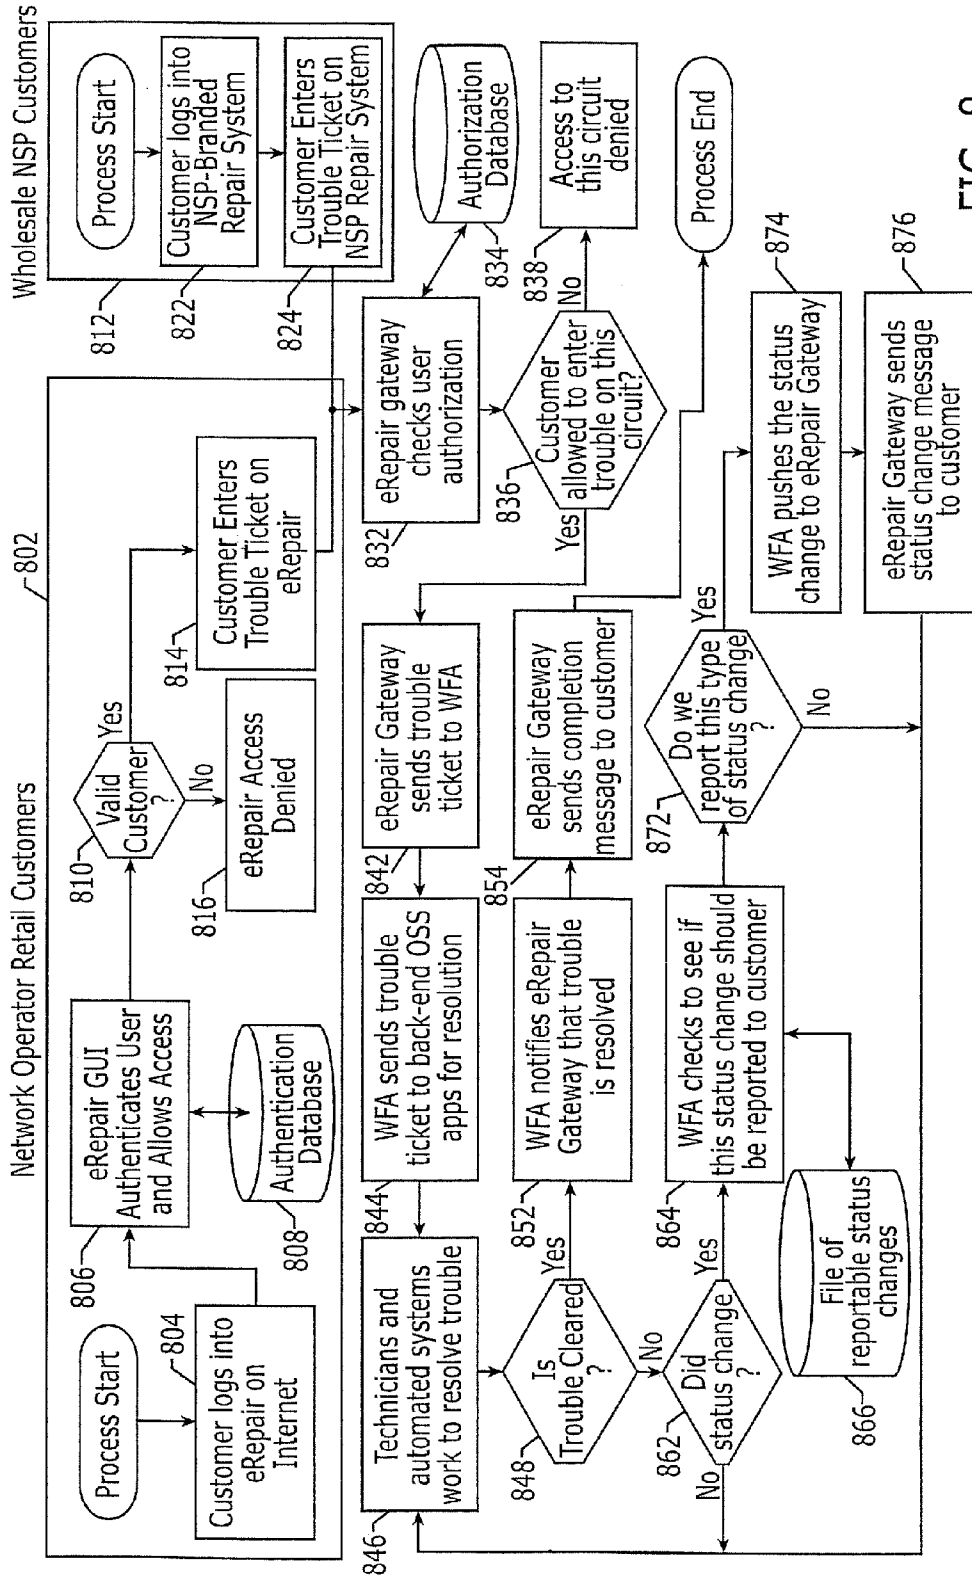 Network Operator Retail Customers
802
Process Start
804
Customer logs into
eRepair on
Internet
806
eRepair GUI
Authenticates User
and Allows Access
808
Authentication
Database
810
Valid
Customer
?
Yes
No
814
Customer Enters
Trouble Ticket on
eRepair
816
eRepair Access
Denied
Wholesale NSP Customers
812
Process Start
822
Customer logs into
NSP-Branded
Repair System
824
Customer Enters
Trouble Ticket on
NSP Repair System
832
eRepair gateway
checks user
authorization
834
Authorization
Database
836
Customer
allowed to enter
trouble on this
circuit?
Yes
No
838
Access to
this circuit
denied
842
eRepair Gateway
sends trouble
ticket to WFA
844
WFA sends trouble
ticket to back-end OSS
apps for resolution
846
Technicians and
automated systems
work to resolve trouble
848
Is
Trouble Cleared
?
Yes
No
852
WFA notifies eRepair
Gateway that trouble
is resolved
854
eRepair Gateway
sends completion
message to customer
Process End
862
Did
status change
?
Yes
No
864
WFA checks to see if
this status change should
be reported to customer
866
File of
reportable status
changes
872
Do we
report this type
of status change
?
Yes
No
874
WFA pushes the status
change to eRepair Gateway
876
eRepair Gateway sends
status change message
to customer
FIG.